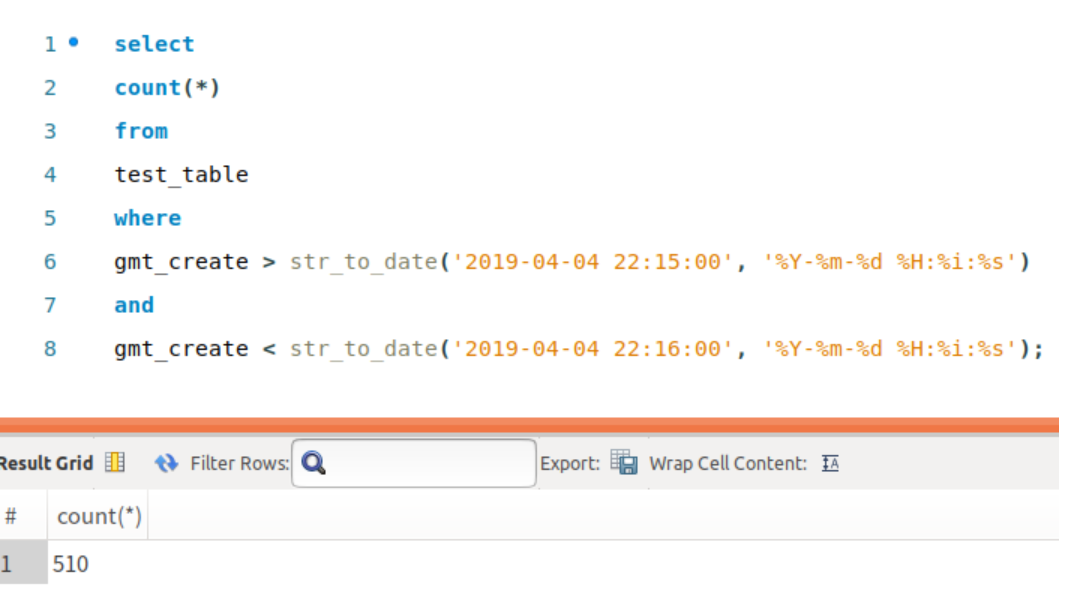 1 select
2 count(*)
3 from
4 test_table
5 where
6 gmt_create > str_to_date('2019-04-04 22:15:00', '%Y-%m-%d %H:%i:%s')
7 and
8 gmt_create < str_to_date('2019-04-04 22:16:00', '%Y-%m-%d %H:%i:%s');
Result Grid Filter Rows: Export: Wrap Cell Content: IA
# count(*)
1 510